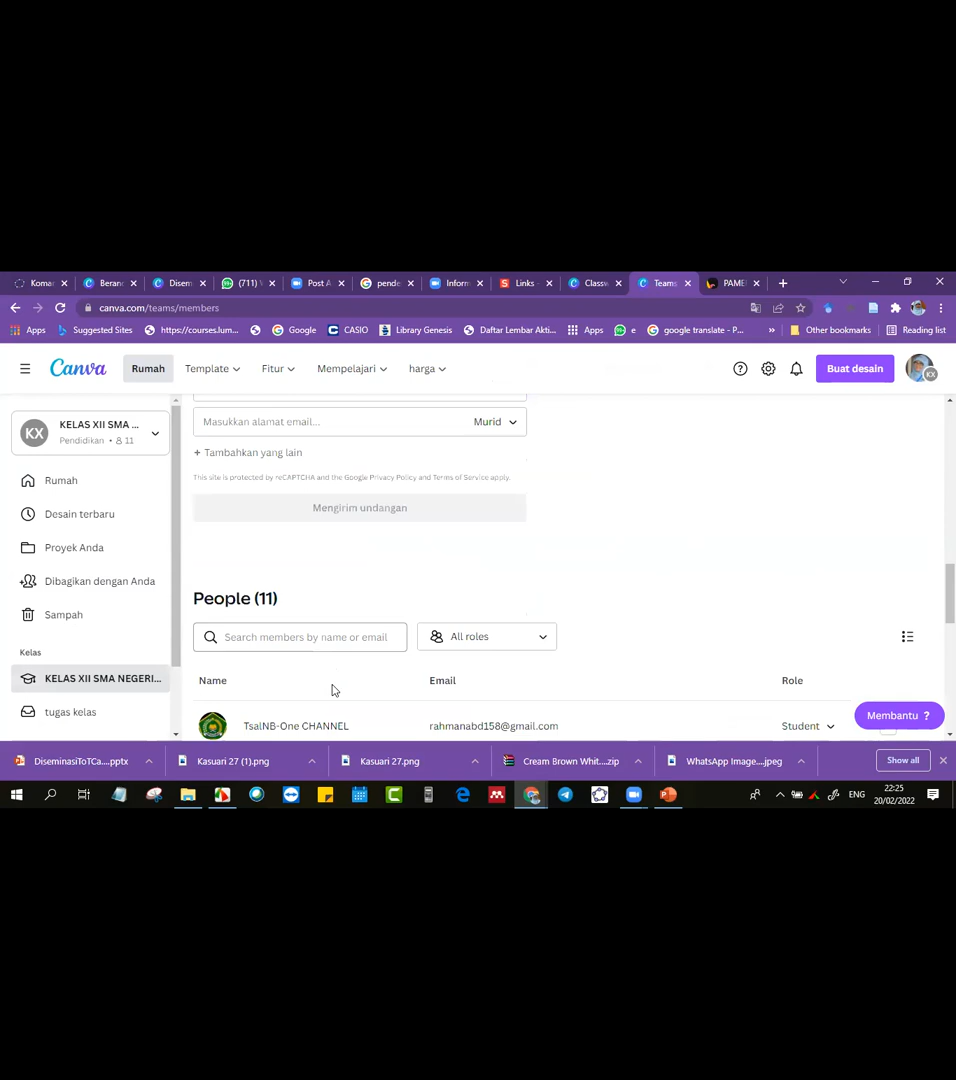 Komar
Beran
Disem
(711) W
Post A
pende
Inform
Links -
Classw
Teams
PAME
canva.com/teams/members
Apps
Suggested Sites
https://courses.lum...
Google
CASIO
Library Genesis
Daftar Lembar Akti...
Apps
e
google translate - P...
»
Other bookmarks
Reading list
Canva
Rumah
Template
Fitur
Mempelajari
harga
Buat desain
KX
KX
KELAS XII SMA ...
Pendidikan • 11
Rumah
Desain terbaru
Proyek Anda
Dibagikan dengan Anda
Sampah
Kelas
KELAS XII SMA NEGERI...
tugas kelas
Masukkan alamat email...
Murid
+ Tambahkan yang lain
This site is protected by reCAPTCHA and the Google Privacy Policy and Terms of Service apply.
Mengirim undangan
People (11)
Search members by name or email
All roles
Name
Email
Role
TsalNB-One CHANNEL
rahmanabd158@gmail.com
Student
Membantu ?
DiseminasiToTCa....pptx
Kasuari 27 (1).png
Kasuari 27.png
Cream Brown Whit....zip
WhatsApp Image....jpeg
Show all
ENG
22:25
20/02/2022